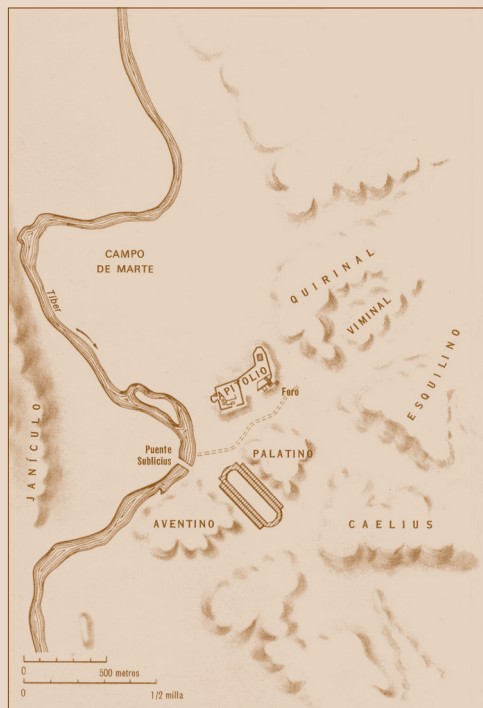 CAMPO
DE MARTE
Tiber
QUIRINAL
VIMINAL
ESQUILINO
CAPITOLIO
Foro
JANÍCULO
Puente
Sublicius
PALATINO
AVENTINO
CAELIUS
0 500 metros
0 1/2 milla